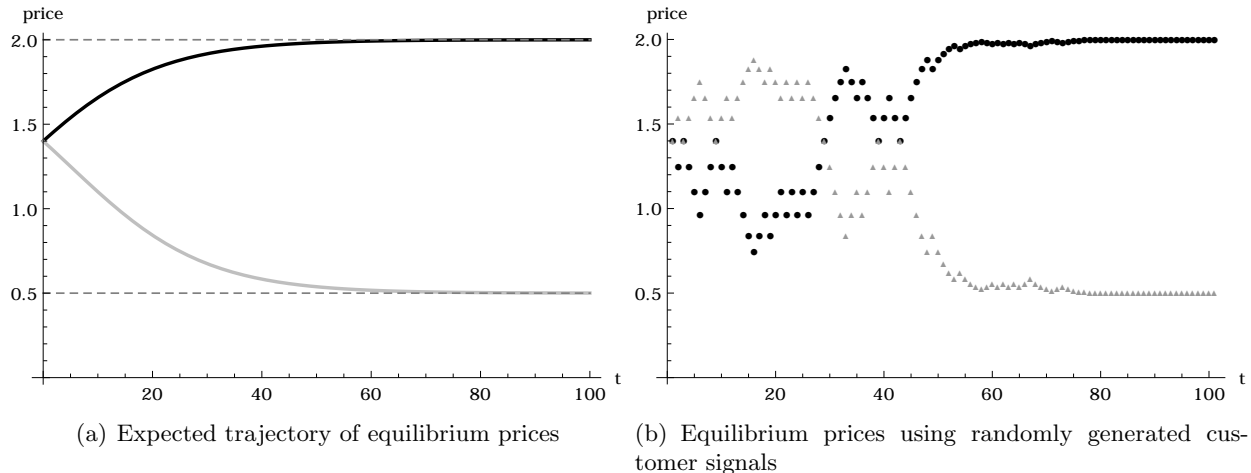 price
2.0
1.5
1.0
0.5
20
40
60
80
100
t
(a) Expected trajectory of equilibrium prices
price
2.0
1.5
1.0
0.5
20
40
60
80
100
t
(b) Equilibrium prices using randomly generated cus-
tomer signals